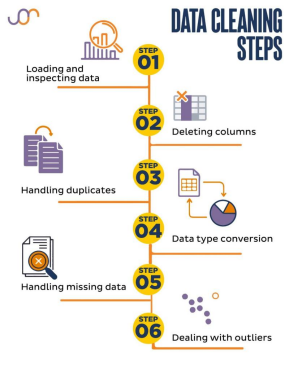 DATA CLEANING
STEPS
STEP
01
Loading and
inspecting data
STEP
02
Deleting columns
STEP
03
Handling duplicates
STEP
04
Data type conversion
STEP
05
Handling missing data
STEP
06
Dealing with outliers